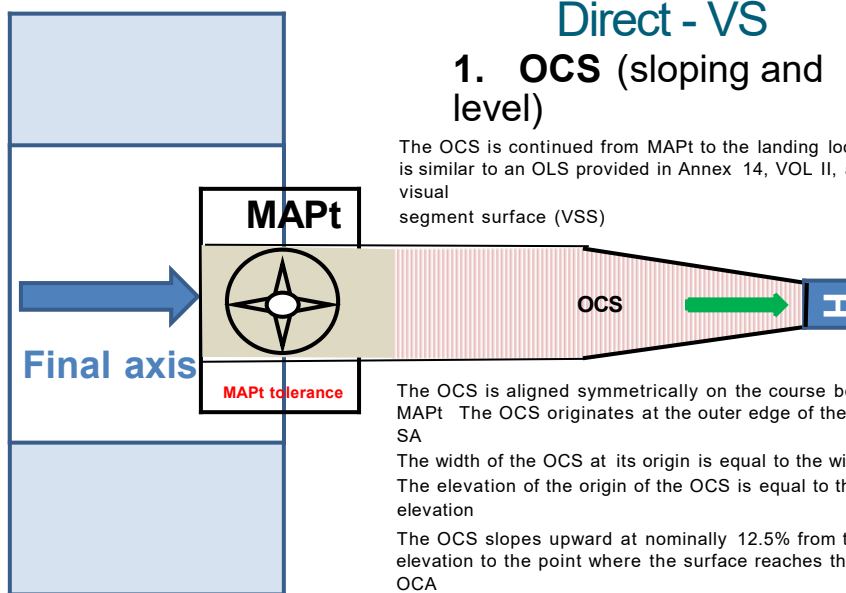 Direct - VS
1. OCS (sloping and
level)
The OCS is continued from MAPt to the landing
is similar to an OLS provided in Annex 14, VOL II,
visual
segment surface (VSS)
MAPt
OCS
H
Final axis
MAPt tolerance
The OCS is aligned symmetrically on the course
MAPt The OCS originates at the outer edge of the
SA
The width of the OCS at its origin is equal to the
The elevation of the origin of the OCS is equal to
elevation
The OCS slopes upward at nominally 12.5% from
elevation to the point where the surface reaches
OCA